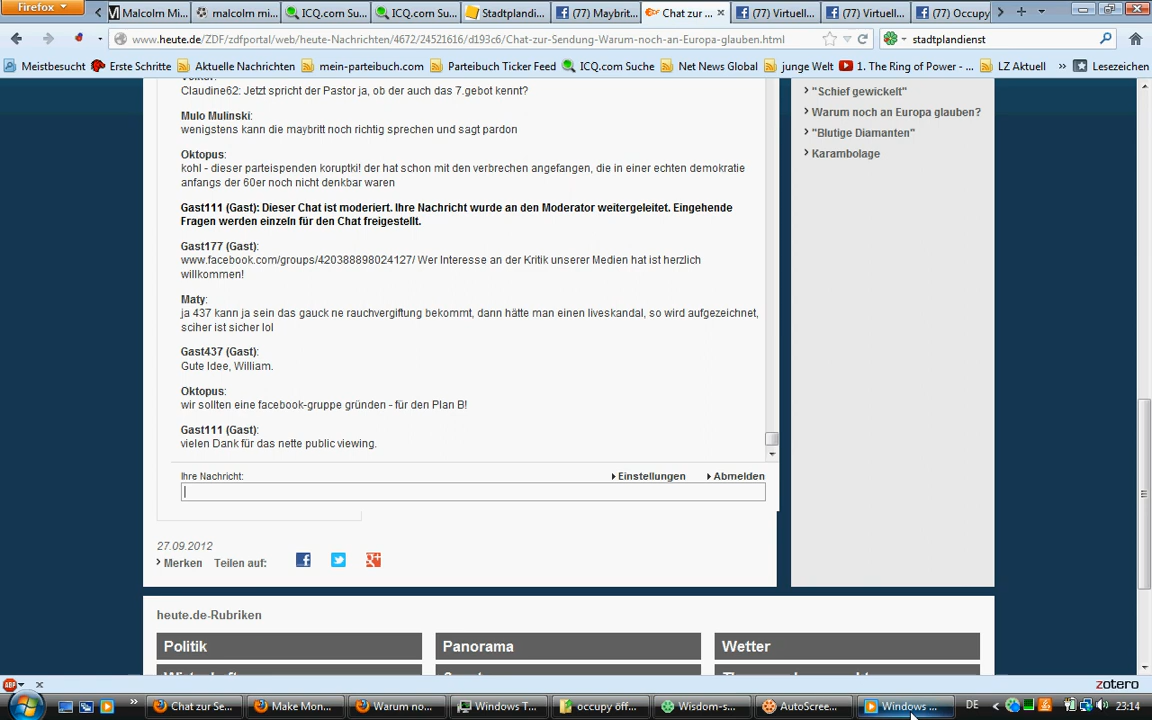 Firefox
Malcolm Mi...
malcolm mi...
ICQ.com Su...
ICQ.com Su...
Stadtplandi...
(77) Maybrit...
Chat zur ...
(77) Virtuell...
(77) Virtuell...
(77) Occupy
www.heute.de/ZDF/zdfportal/web/heute-Nachrichten/4672/24521616/d193c6/Chat-zur-Sendung-Warum-noch-an-Europa-glauben.html
stadtplandienst
Meistbesucht
Erste Schritte
Aktuelle Nachrichten
mein-parteibuch.com
Parteibuch Ticker Feed
ICQ.com Suche
Net News Global
junge Welt
1. The Ring of Power - ...
LZ Aktuell
»
Lesezeichen
Claudine62: Jetzt spricht der Pastor ja, ob der auch das 7.gebot kennt?
Mulo Mulinski:
wenigstens kann die maybritt noch richtig sprechen und sagt pardon
Oktopus:
kohl - dieser parteispenden koruptki! der hat schon mit den verbrechen angefangen, die in einer echten demokratie
anfangs der 60er noch nicht denkbar waren
Gast111 (Gast): Dieser Chat ist moderiert. Ihre Nachricht wurde an den Moderator weitergeleitet. Eingehende
Fragen werden einzeln für den Chat freigestellt.
Gast177 (Gast):
www.facebook.com/groups/420388898024127/ Wer Interesse an der Kritik unserer Medien hat ist herzlich
willkommen!
Maty:
ja 437 kann ja sein das gauck ne rauchvergiftung bekommt, dann hätte man einen liveskandal, so wird aufgezeichnet,
sciher ist sicher lol
Gast437 (Gast):
Gute Idee, William.
Oktopus:
wir sollten eine facebook-gruppe gründen - für den Plan B!
Gast111 (Gast):
vielen Dank für das nette public viewing.
Ihre Nachricht:
Einstellungen
Abmelden
"Schief gewickelt"
Warum noch an Europa glauben?
"Blutige Diamanten"
Karambolage
27.09.2012
Merken
Teilen auf:
heute.de-Rubriken
Politik
Panorama
Wetter
ABP
zotero
»
Chat zur Se...
Make Mon...
Warum no...
Windows T...
occupy öff...
Wisdom-s...
AutoScree...
Windows ...
DE
23:14